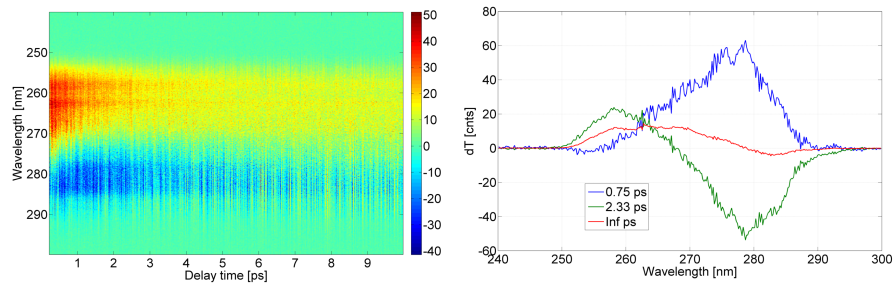 250
260
270
280
290
Wavelength [nm]
1 2 3 4 5 6 7 8 9
Delay time [ps]
50
40
30
20
10
0
-10
-20
-30
-40
80
60
40
20
0
-20
-40
-60
dT [cnts]
0.75 ps
2.33 ps
Inf ps
240 250 260 270 280 290 300
Wavelength [nm]